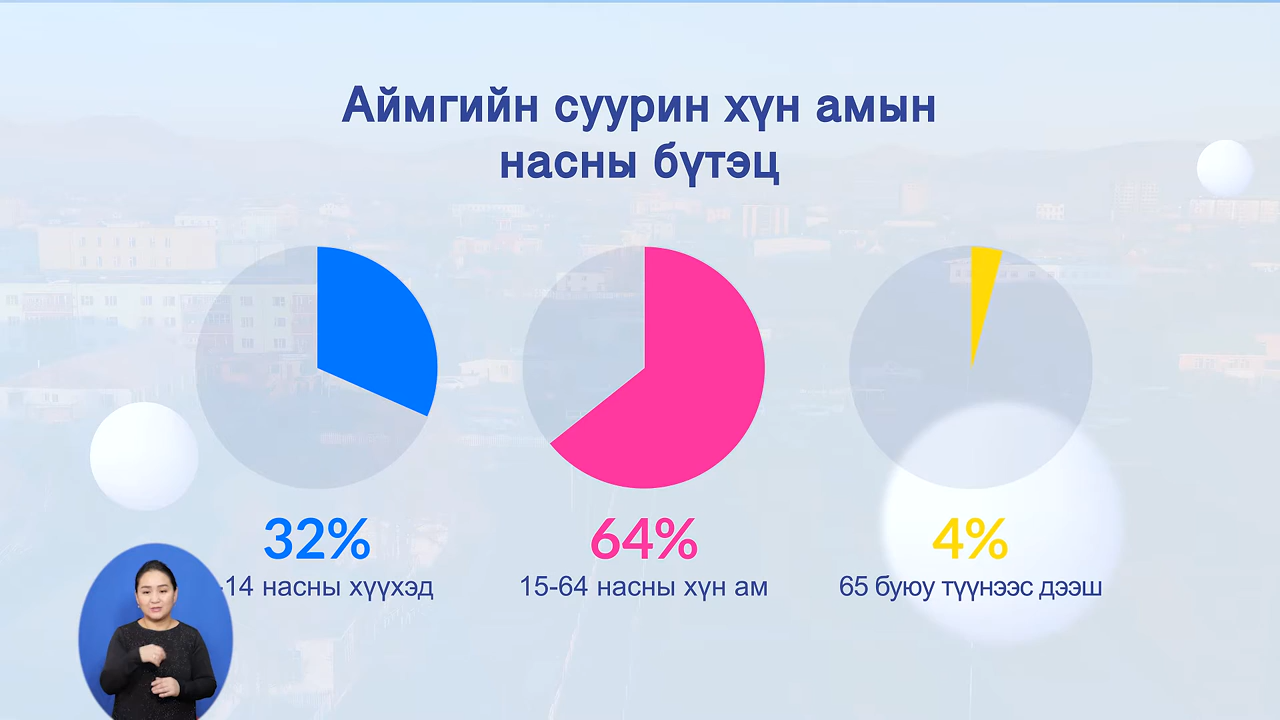 Аймгийн суурин хүн амын
насны бүтэц
32%
64%
4%
-14 насны хүүхэд
15-64 насны хүн ам
65 буюу түүнээс дээш